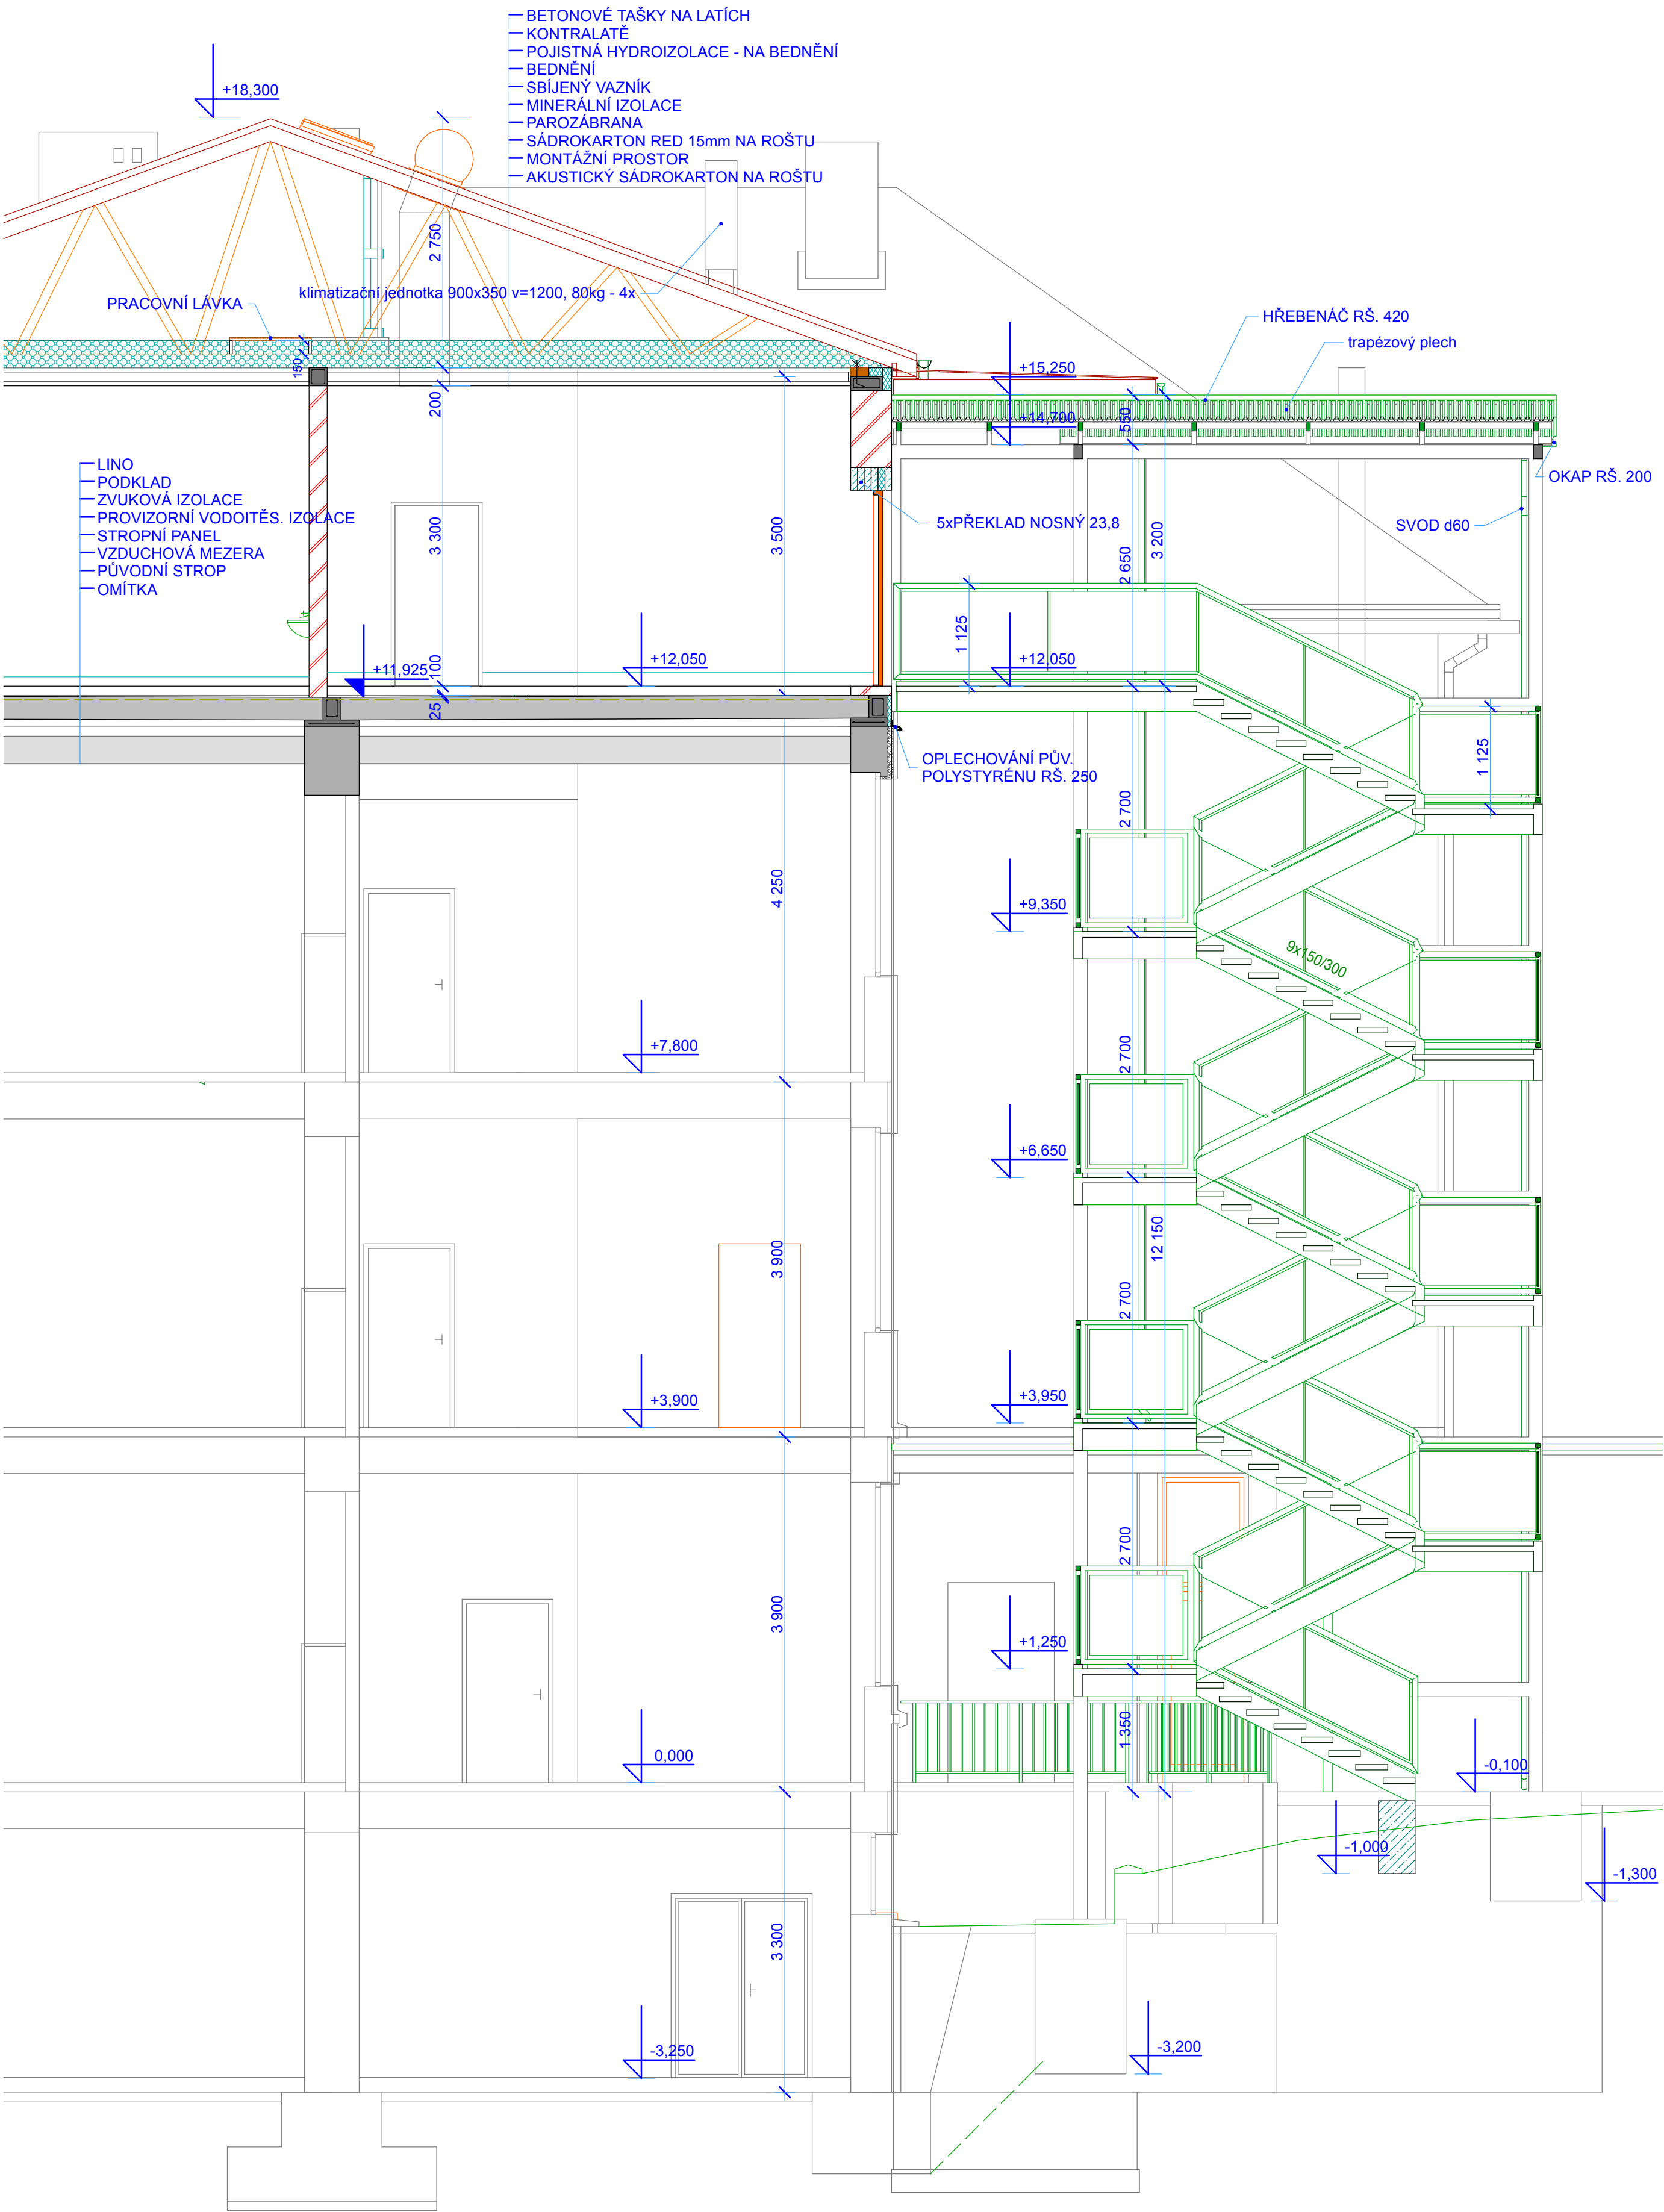 BETONOVÉ TAŠKY NA LATÍCH
KONTRALATĚ
POJISTNÁ HYDROIZOLACE - NA BEDNĚNÍ
BEDNĚNÍ
SBÍJENÝ VAZNÍK
MINERÁLNÍ IZOLACE
PAROZÁBRANA
SÁDROKARTON RED 15mm NA ROŠTU
MONTÁŽNÍ PROSTOR
AKUSTICKÝ SÁDROKARTON NA ROŠTU
+18,300
2 750
klimatizační jednotka 900x350 v=1200, 80kg - 4x
PRACOVNÍ LÁVKA
HŘEBENÁČ RŠ. 420
trapézový plech
+15,250
150
200
550
+14,700
LINO
PODKLAD
ZVUKOVÁ IZOLACE
PROVIZORNÍ VODOITĚS. IZOLACE
STROPNÍ PANEL
VZDUCHOVÁ MEZERA
PŮVODNÍ STROP
OMÍTKA
OKAP RŠ. 200
5xPŘEKLAD NOSNÝ 23,8
SVOD d60
3 300
3 500
2 650
3 200
1 125
+11,925
100
+12,050
+12,050
25
OPLECHOVÁNÍ PŮV.
POLYSTYRÉNU RŠ. 250
1 125
2 700
4 250
+9,350
9x150/300
+7,800
2 700
+6,650
3 900
12 150
2 700
+3,900
+3,950
2 700
3 900
+1,250
1 350
0,000
-0,100
-1,000
-1,300
3 300
-3,250
-3,200